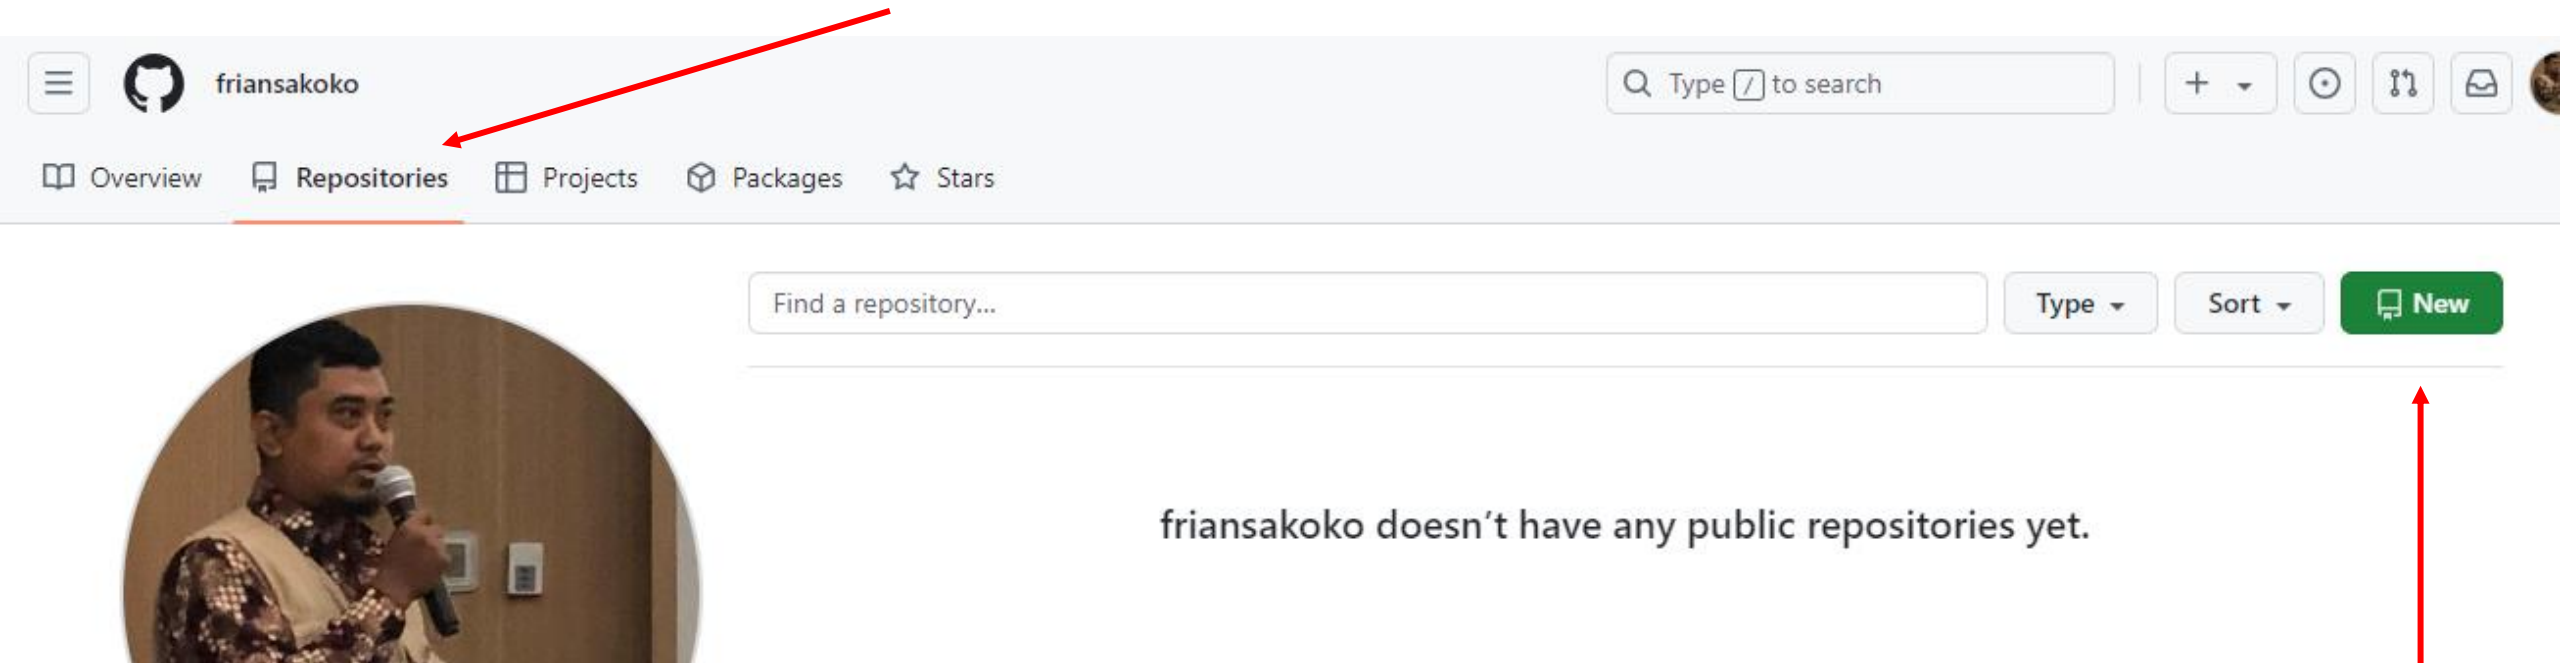 friansakoko
Type / to search
Overview Repositories Projects Packages Stars
Find a repository... Type Sort New
friansakoko doesn't have any public repositories yet.